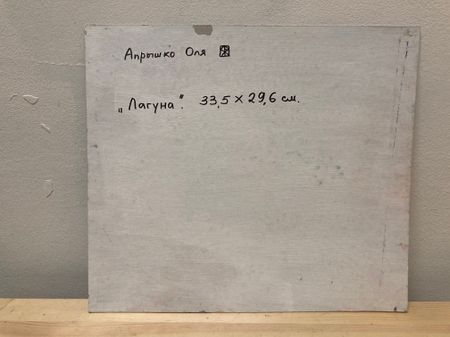 Апрышко Оля
„Лагуна". 33,5 × 29,6 см.